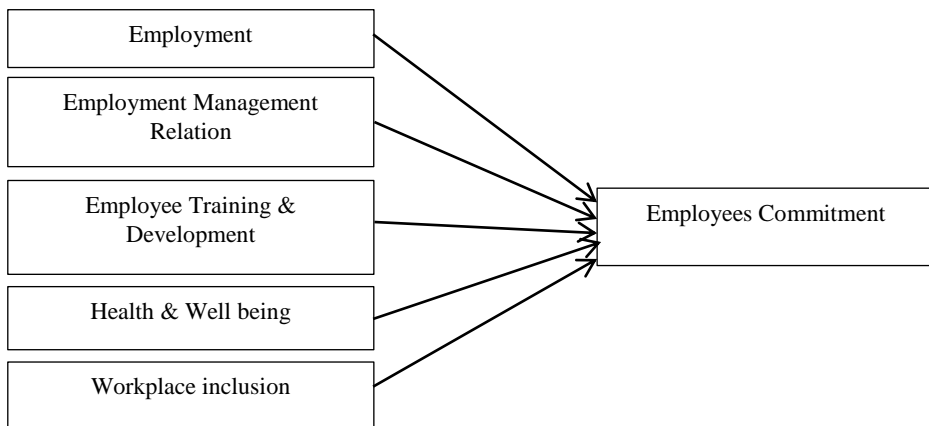 Employment
Employment Management
Relation
Employee Training &
Development
Health & Well being
Workplace inclusion
Employees Commitment